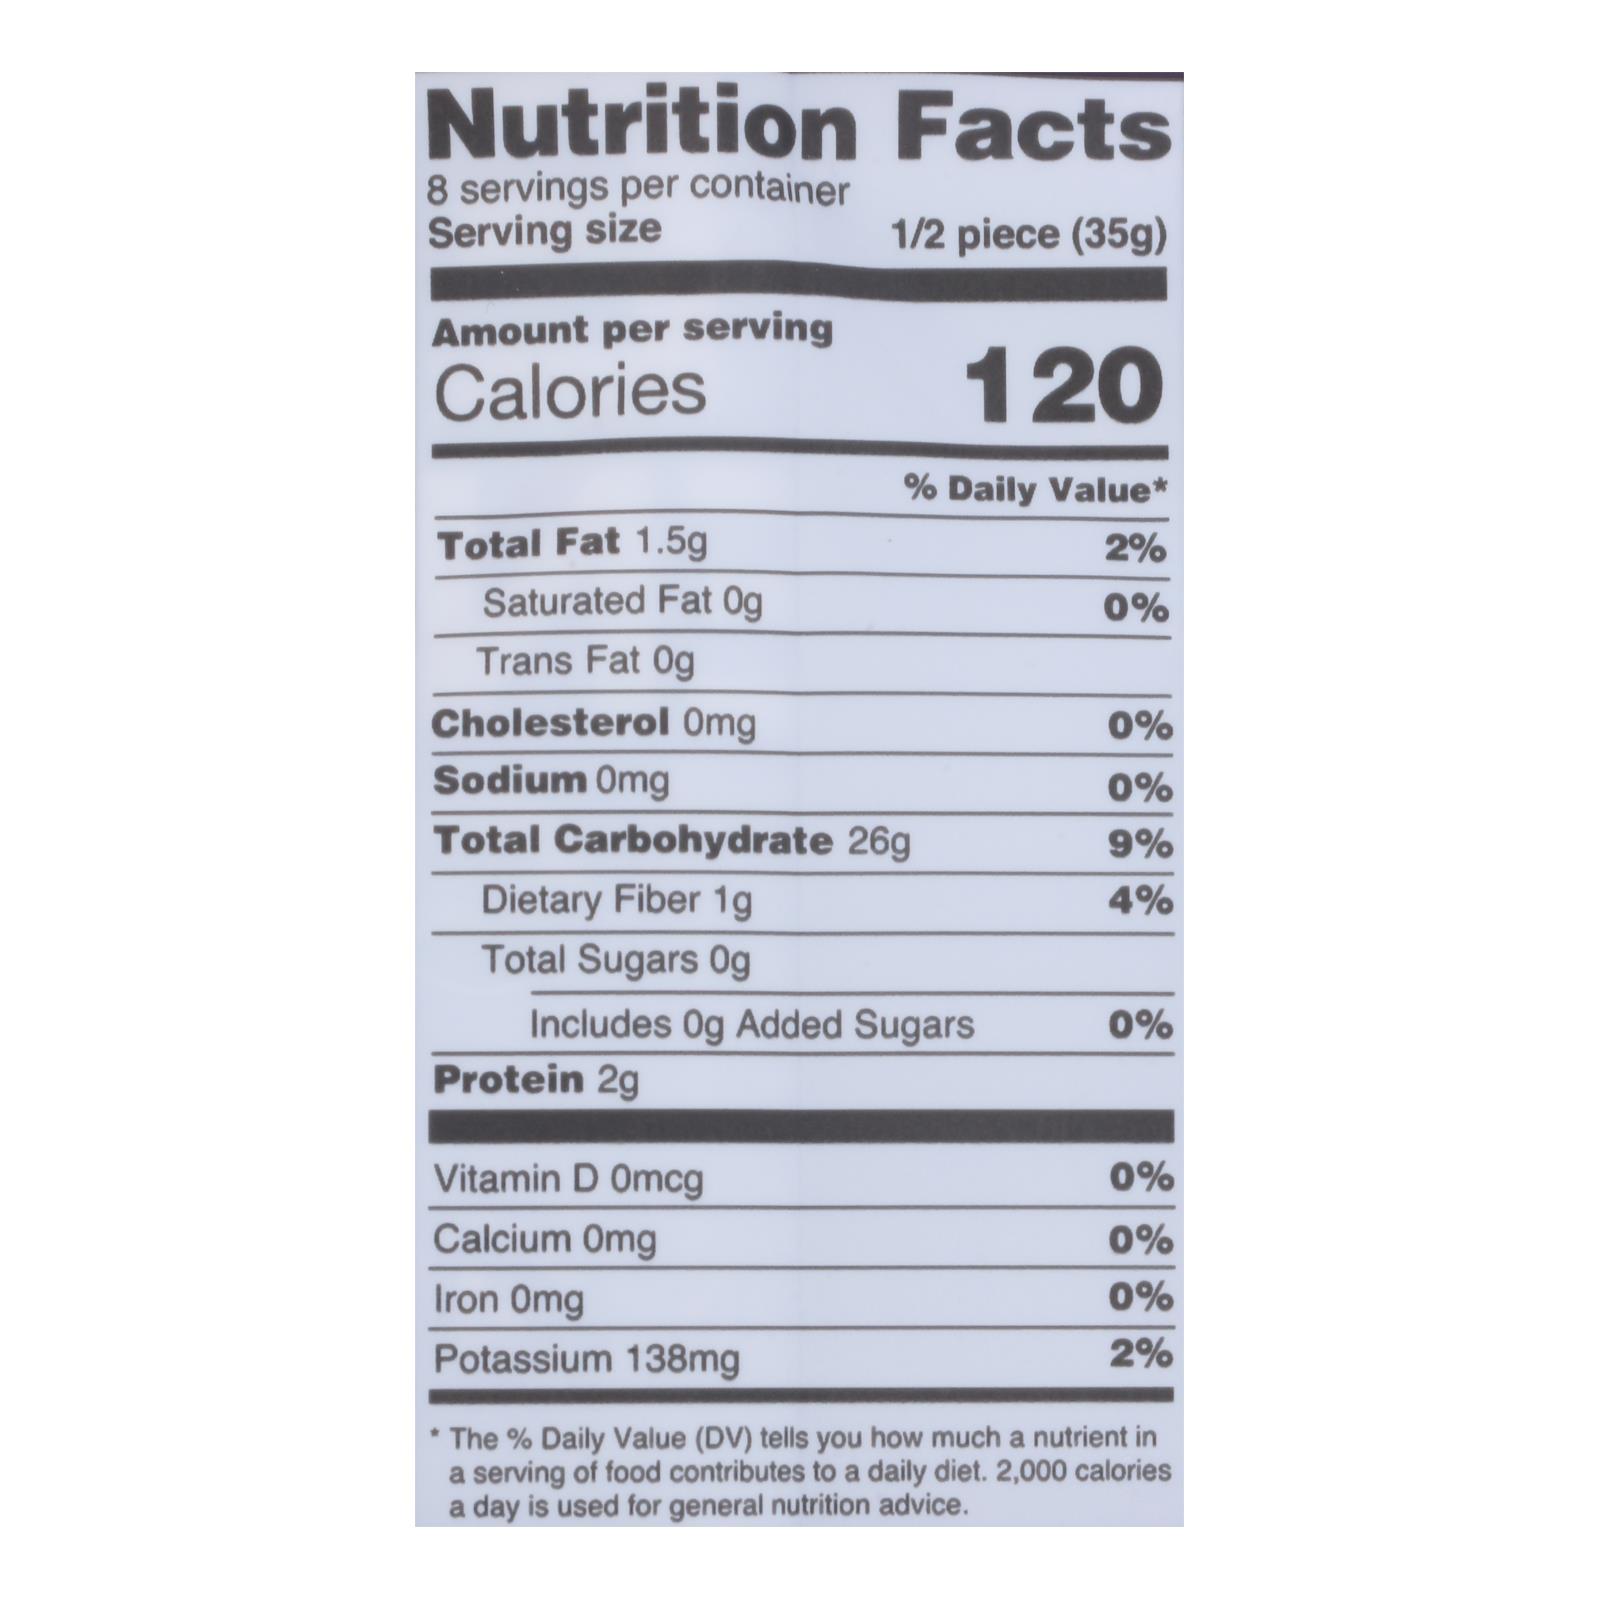 Nutrition Facts
8 servings per container
Serving size 1/2 piece (35g)
Amount per serving
Calories 120
% Daily Value*
Total Fat 1.5g 2%
Saturated Fat 0g 0%
Trans Fat 0g
Cholesterol 0mg 0%
Sodium 0mg 0%
Total Carbohydrate 26g 9%
Dietary Fiber 1g 4%
Total Sugars 0g
Includes 0g Added Sugars 0%
Protein 2g
Vitamin D 0mcg 0%
Calcium 0mg 0%
Iron 0mg 0%
Potassium 138mg 2%
* The % Daily Value (DV) tells you how much a nutrient in
a serving of food contributes to a daily diet. 2,000 calories
a day is used for general nutrition advice.